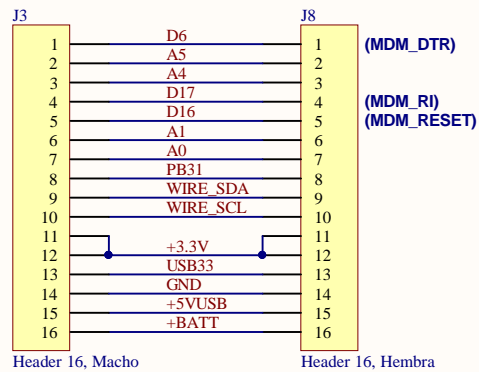 J3 J8
D6
1 1 (MDM_DTR)
A5
2 2
A4
3 3
D17
4 4 (MDM_RI)
D16
5 5 (MDM_RESET)
A1
6 6
A0
7 7
PB31
8 8
WIRE_SDA
9 9
WIRE_SCL
10 10
11 11
+3.3V
12 12
USB33
13 13
GND
14 14
+5VUSB
15 15
+BATT
16 16
Header 16, Macho Header 16, Hembra